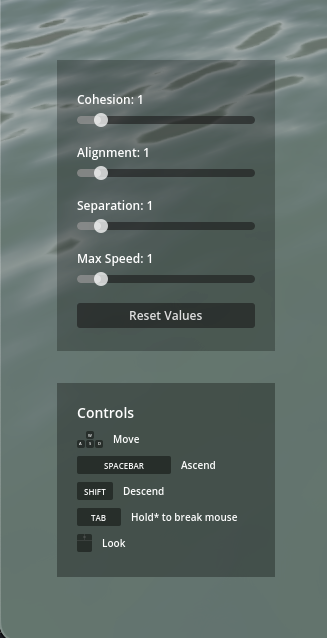 Cohesion: 1
Alignment: 1
Separation: 1
Max Speed: 1
Reset Values
Controls
W
A S D Move
SPACEBAR Ascend
SHIFT Descend
TAB Hold* to break mouse
Look